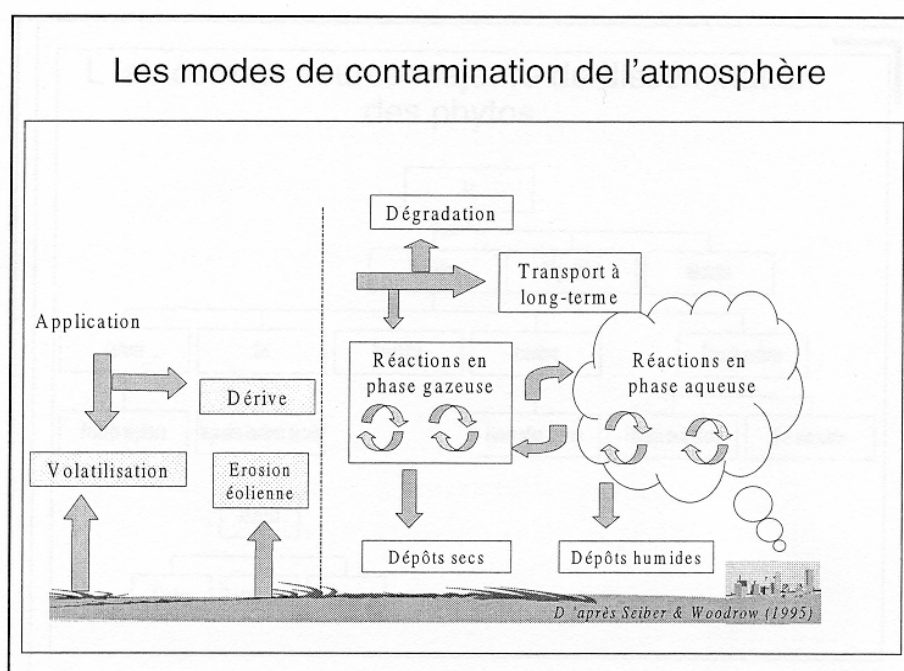 Les modes de contamination de l'atmosphère
Dégradation
Transport à
long-terme
Application
Réactions en
phase gazeuse
Réactions en
phase aqueuse
Dérive
Volatilisation
Erosion
éolienne
Dépôts secs
Dépôts humides
D 'après Seiber & Woodrow (1995)